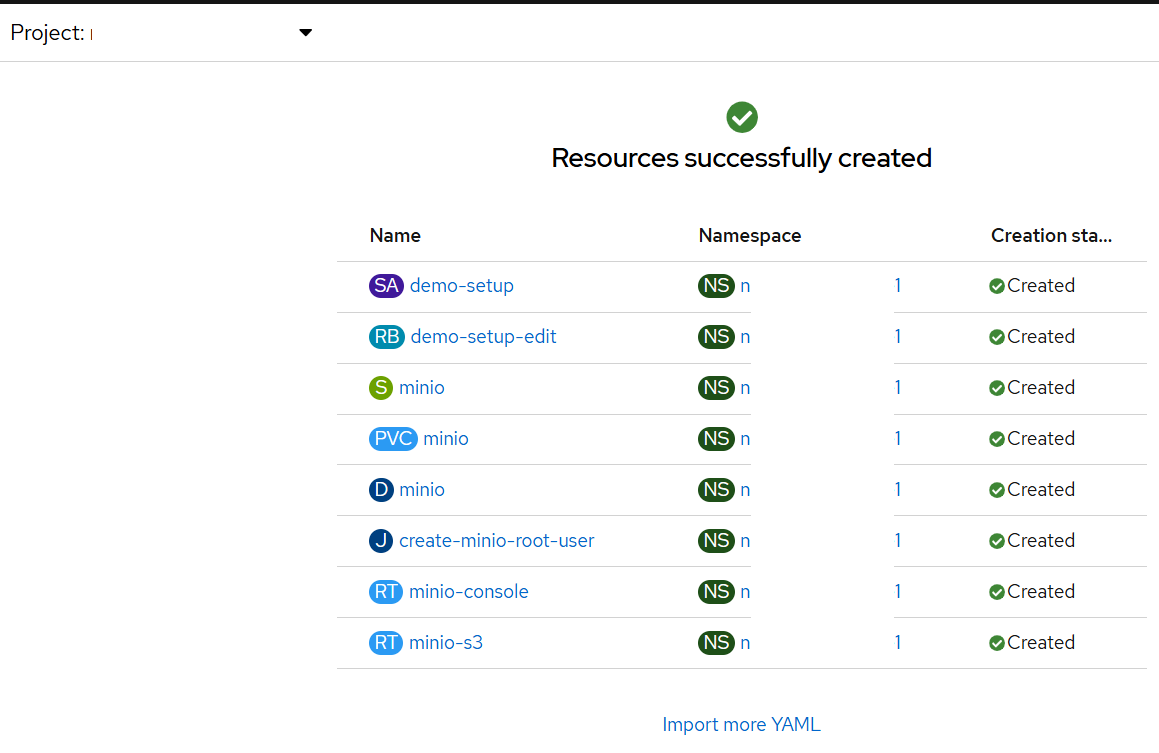 Project:
Resources successfully created
Name Namespace Creation sta...
SA demo-setup NS n 1 Created
RB demo-setup-edit NS n 1 Created
S minio NS n 1 Created
PVC minio NS n 1 Created
D minio NS n 1 Created
J create-minio-root-user NS n 1 Created
RT minio-console NS n 1 Created
RT minio-s3 NS n 1 Created
Import more YAML